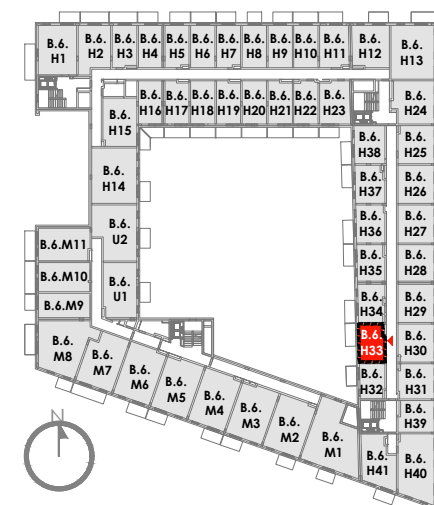 B.6.
H1
B.6.
H2
B.6.
H3
B.6.
H4
B.6.
H5
B.6.
H6
B.6.
H7
B.6.
H8
B.6.
H9
B.6.
H10
B.6.
H11
B.6.
H12
B.6.
H13
B.6.
H16
B.6.
H17
B.6.
H18
B.6.
H19
B.6.
H20
B.6.
H21
B.6.
H22
B.6.
H23
B.6.
H24
B.6.
H15
B.6.
H38
B.6.
H25
B.6.
H14
B.6.
H37
B.6.
H26
B.6.
U2
B.6.
H36
B.6.
H27
B.6.M11
B.6.
H35
B.6.
H28
B.6.M10
B.6.
U1
B.6.
H34
B.6.
H29
B.6.M9
B.6.
M8
B.6.
M7
B.6.
M6
B.6.
M5
B.6.
M4
B.6.
M3
B.6.
M2
B.6.
M1
B.6.
H33
B.6.
H30
B.6.
H32
B.6.
H31
B.6.
H39
B.6.
H41
B.6.
H40
N